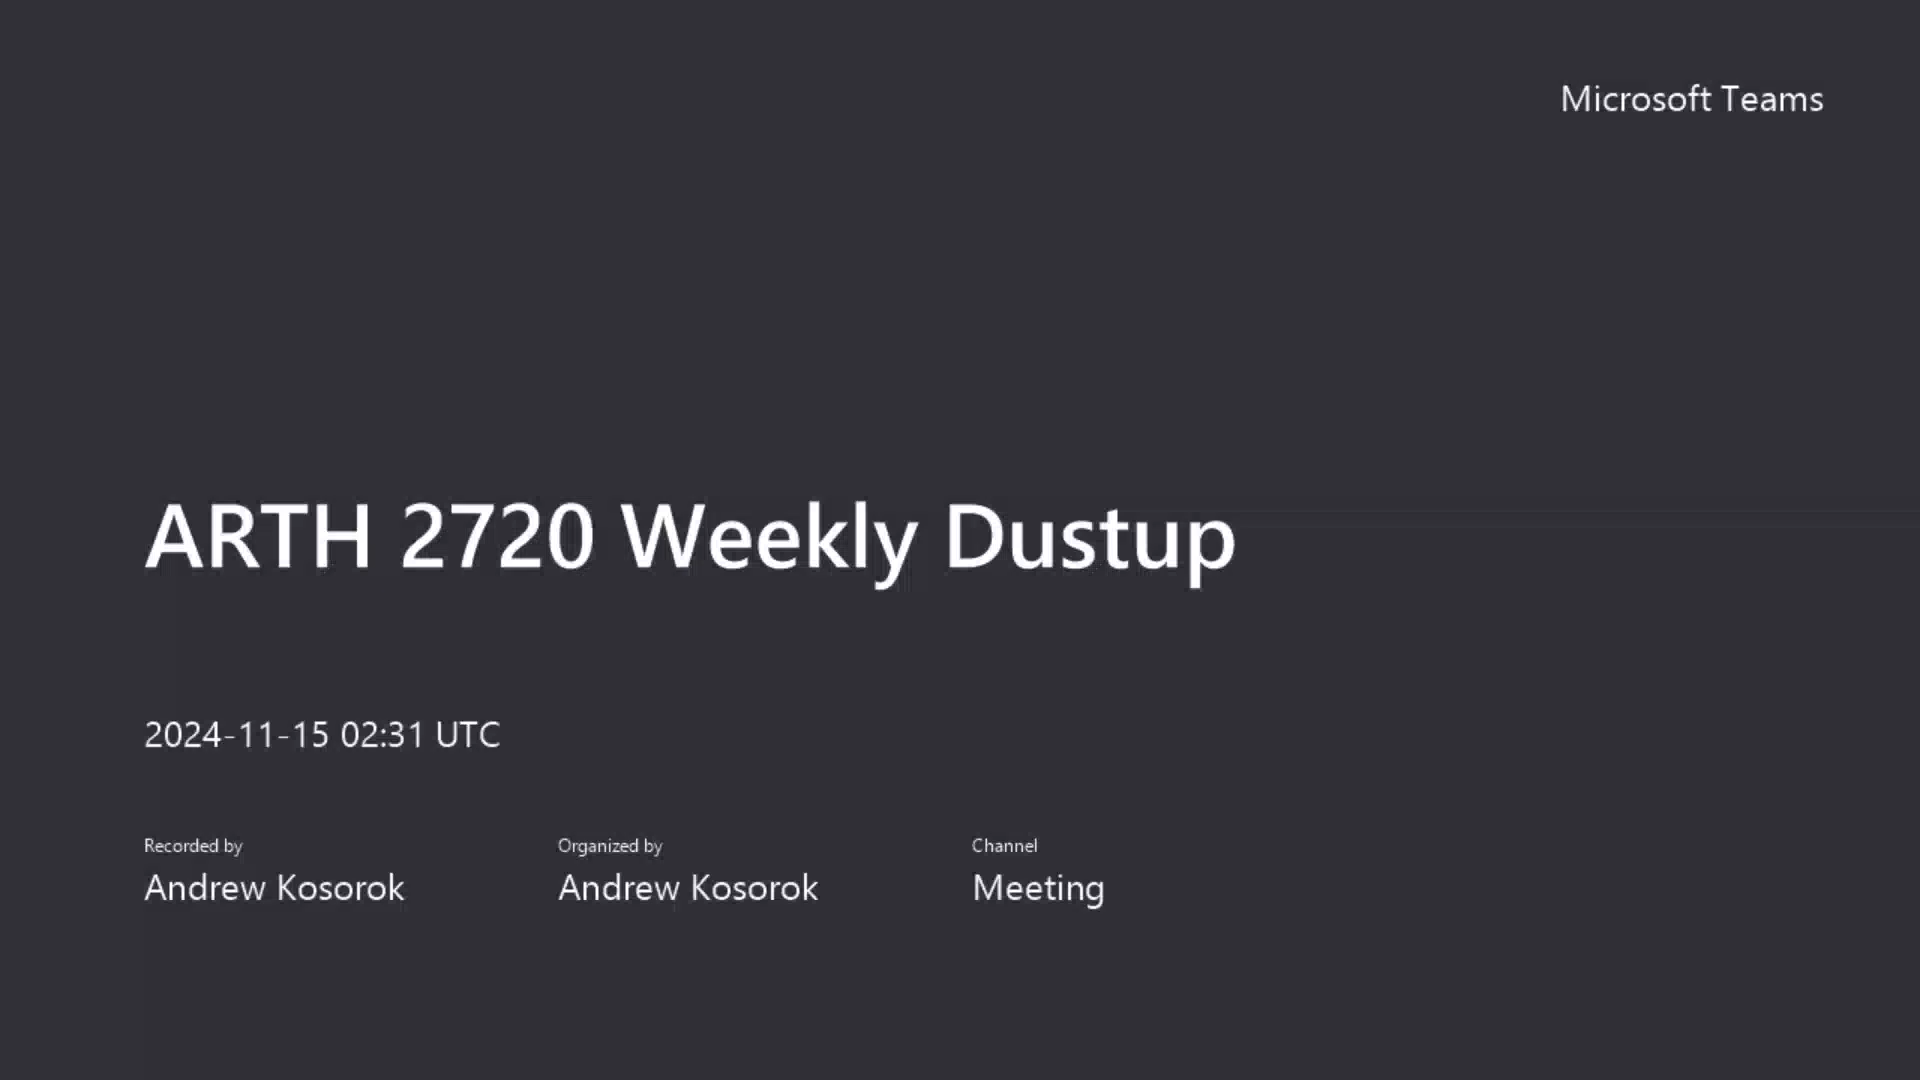 Microsoft Teams
ARTH 2720 Weekly Dustup
2024-11-15 02:31 UTC
Recorded by
Andrew Kosorok
Organized by
Andrew Kosorok
Channel
Meeting